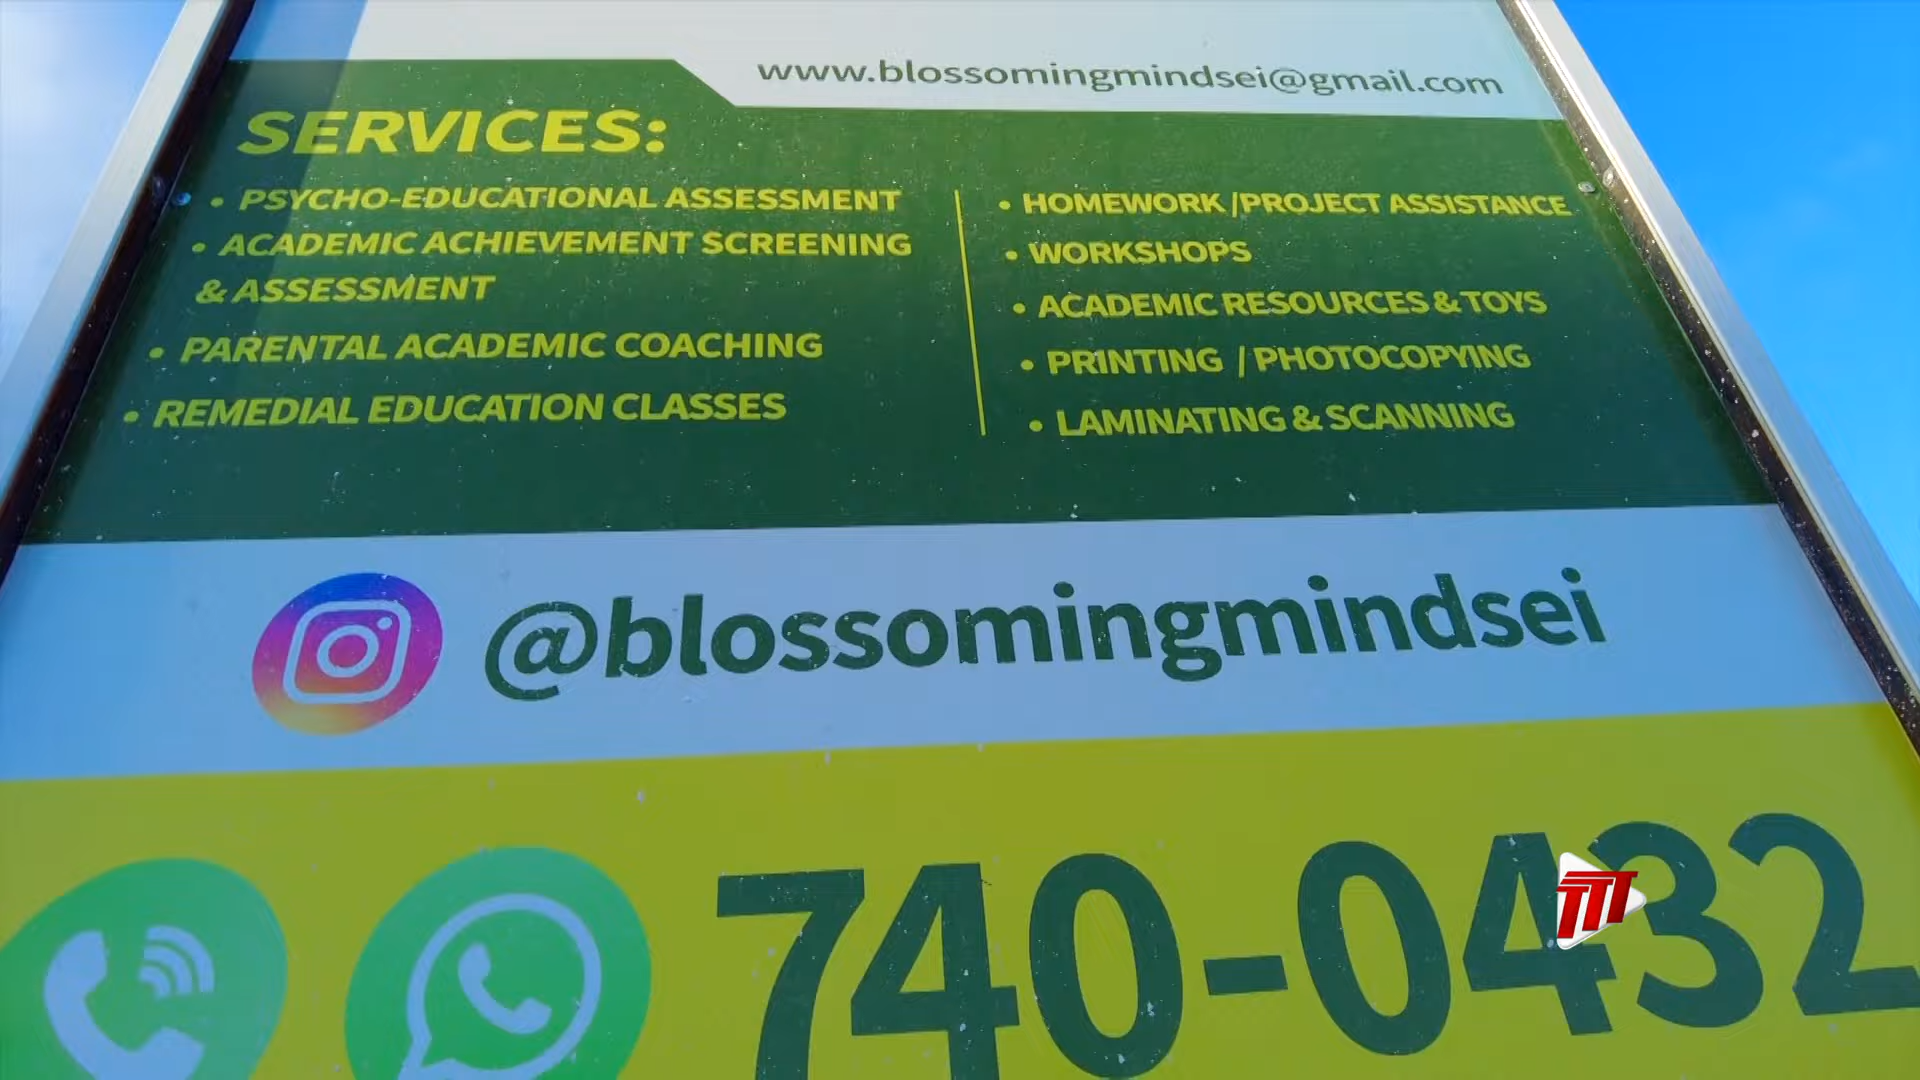 www.blossomingmindsei@gmail.com
SERVICES:
• PSYCHO-EDUCATIONAL ASSESSMENT
• ACADEMIC ACHIEVEMENT SCREENING
& ASSESSMENT
• PARENTAL ACADEMIC COACHING
• REMEDIAL EDUCATION CLASSES
• HOMEWORK /PROJECT ASSISTANCE
• WORKSHOPS
• ACADEMIC RESOURCES & TOYS
• PRINTING / PHOTOCOPYING
• LAMINATING & SCANNING
@blossomingmindsei
740-0432
TTT